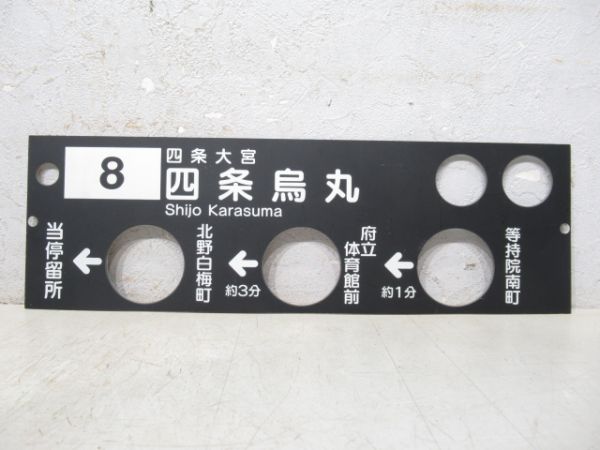 8
四条大宮
四条烏丸
Shijo Karasuma
当停留所
←
北野白梅町
←
約3分
府立
体育館前
←
約1分
等持院南町